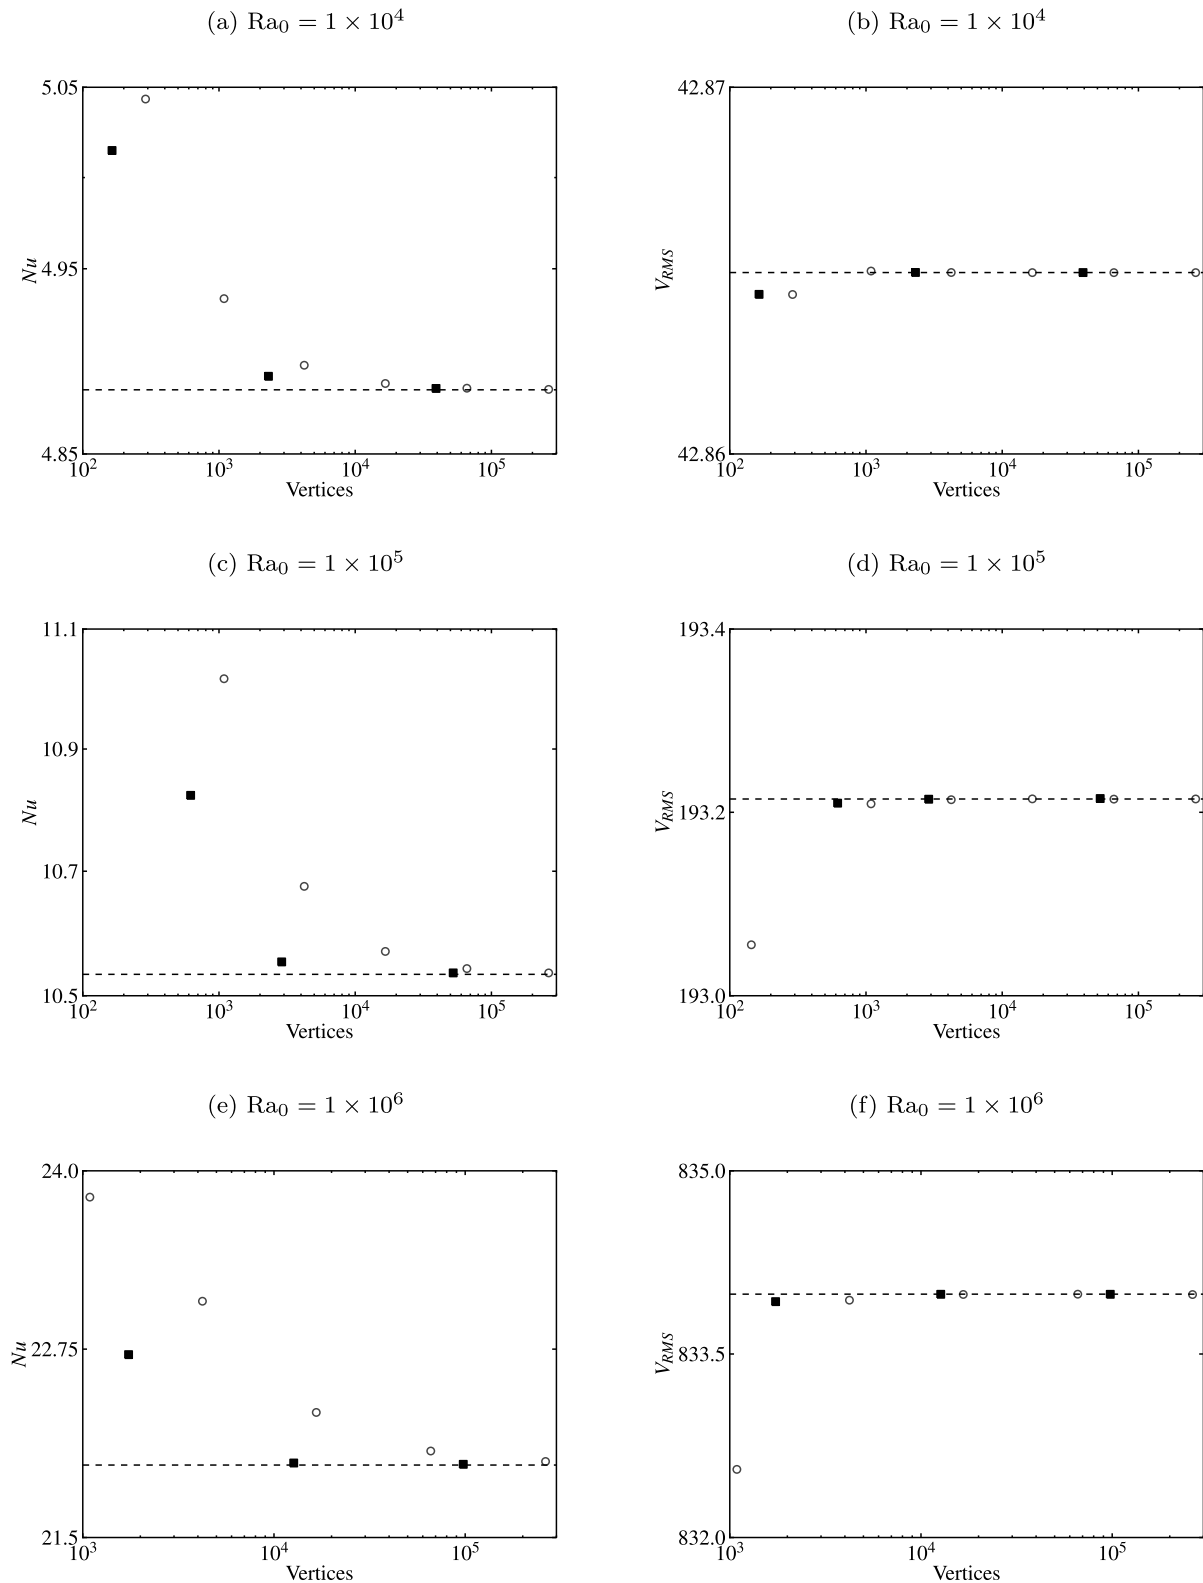 (a) Ra₀ = 1 × 10⁴
5.05
4.95
4.85
Nu
10² 10³ 10⁴ 10⁵
Vertices
(b) Ra₀ = 1 × 10⁴
42.87
42.86
V_RMS
10² 10³ 10⁴ 10⁵
Vertices
(c) Ra₀ = 1 × 10⁵
11.1
10.9
10.7
10.5
Nu
10² 10³ 10⁴ 10⁵
Vertices
(d) Ra₀ = 1 × 10⁵
193.4
193.2
193.0
V_RMS
10² 10³ 10⁴ 10⁵
Vertices
(e) Ra₀ = 1 × 10⁶
24.0
22.75
21.5
Nu
10³ 10⁴ 10⁵
Vertices
(f) Ra₀ = 1 × 10⁶
835.0
833.5
832.0
V_RMS
10³ 10⁴ 10⁵
Vertices